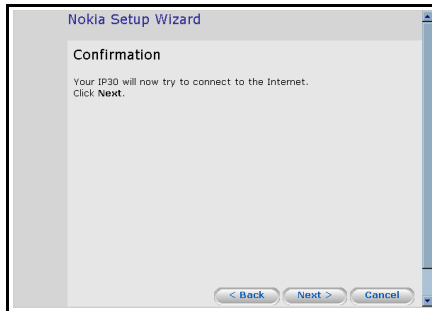 Nokia Setup Wizard
Confirmation
Your IP30 will now try to connect to the Internet.
Click Next.
< Back Next > Cancel